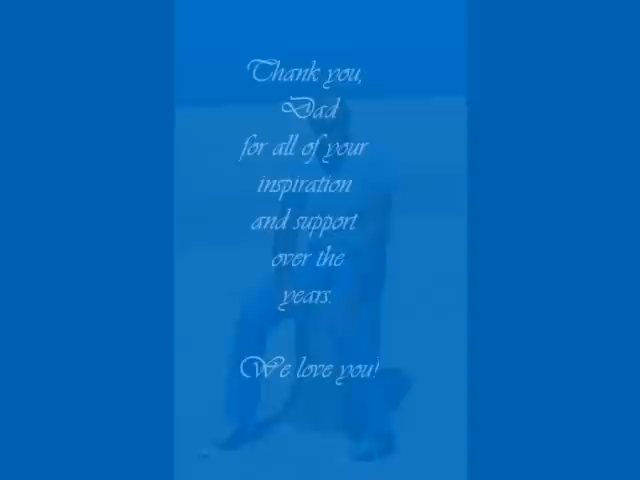 Thank you,
Dad
for all of your
inspiration
and support
over the
years.
We love you!